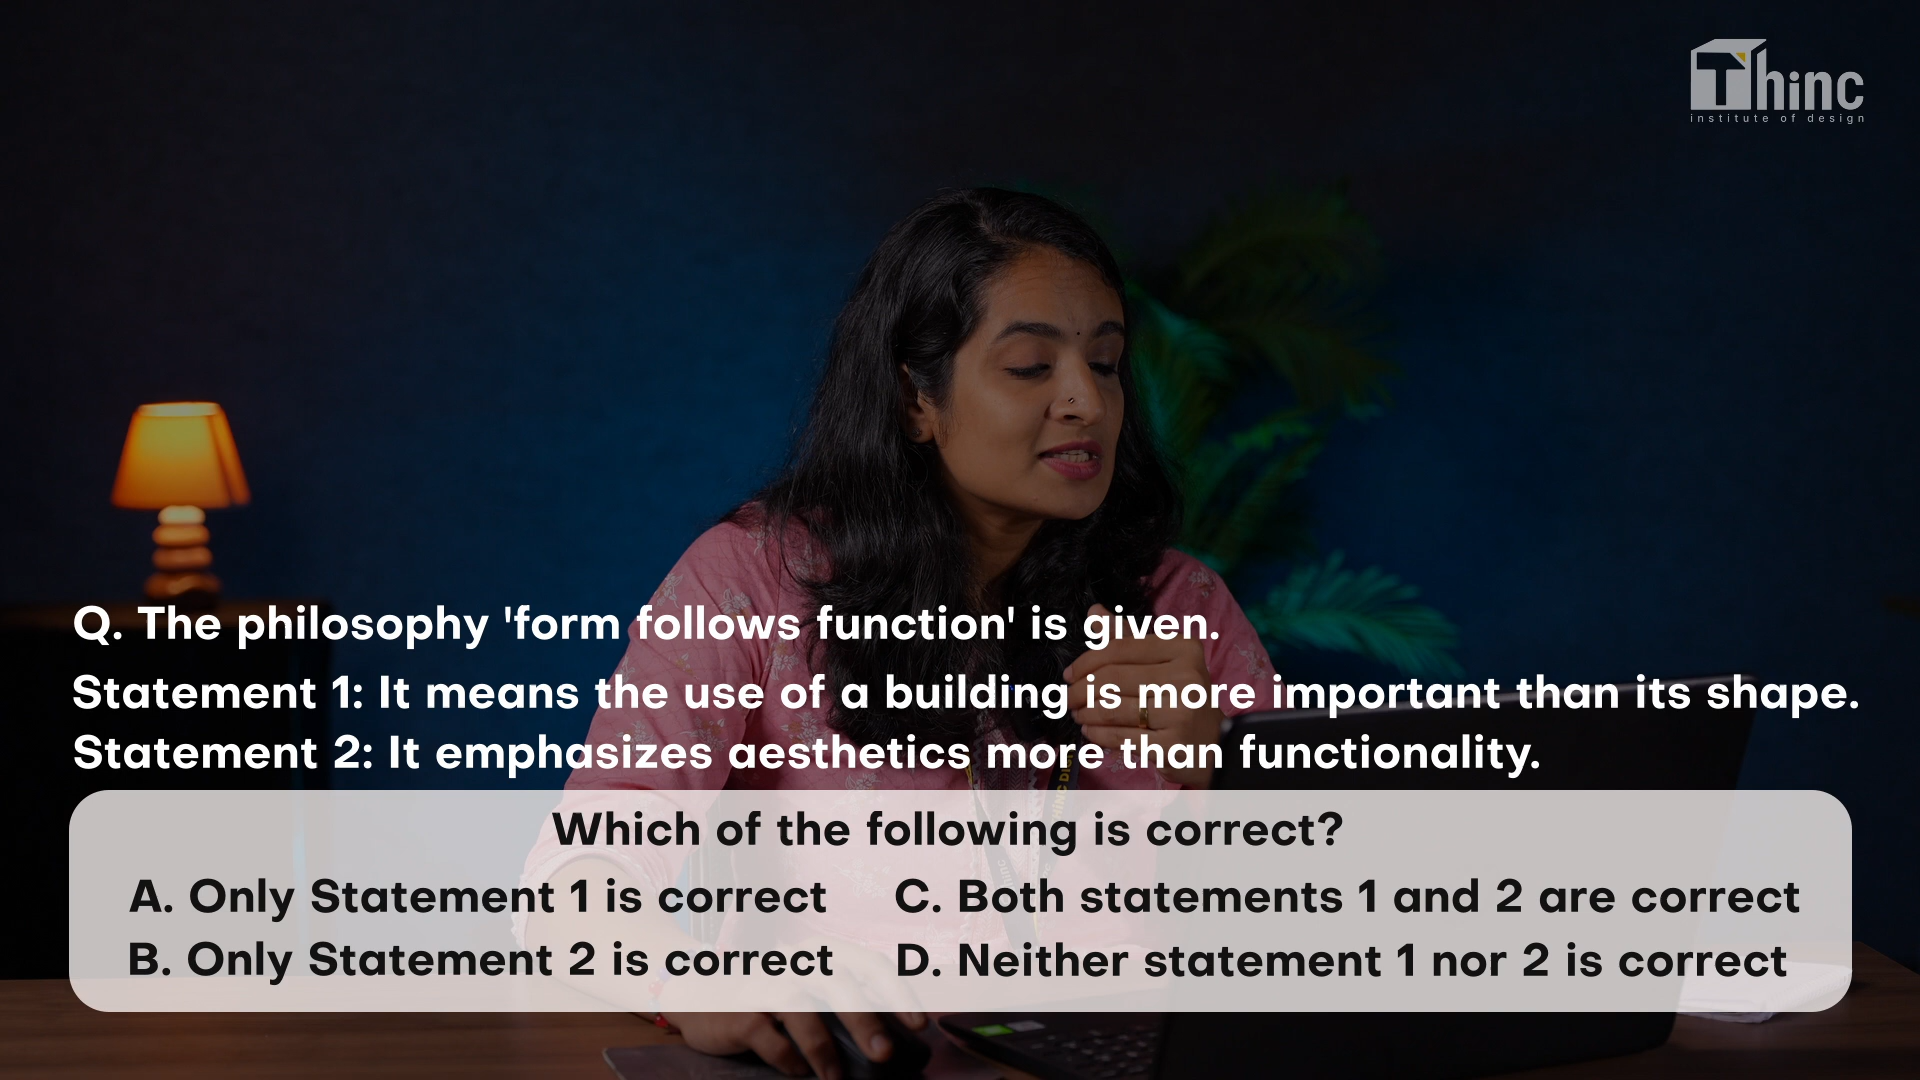 Thinc
institute of design
Q. The philosophy 'form follows function' is given.
Statement 1: It means the use of a building is more important than its shape.
Statement 2: It emphasizes aesthetics more than functionality.
Which of the following is correct?
A. Only Statement 1 is correct
C. Both statements 1 and 2 are correct
B. Only Statement 2 is correct
D. Neither statement 1 nor 2 is correct